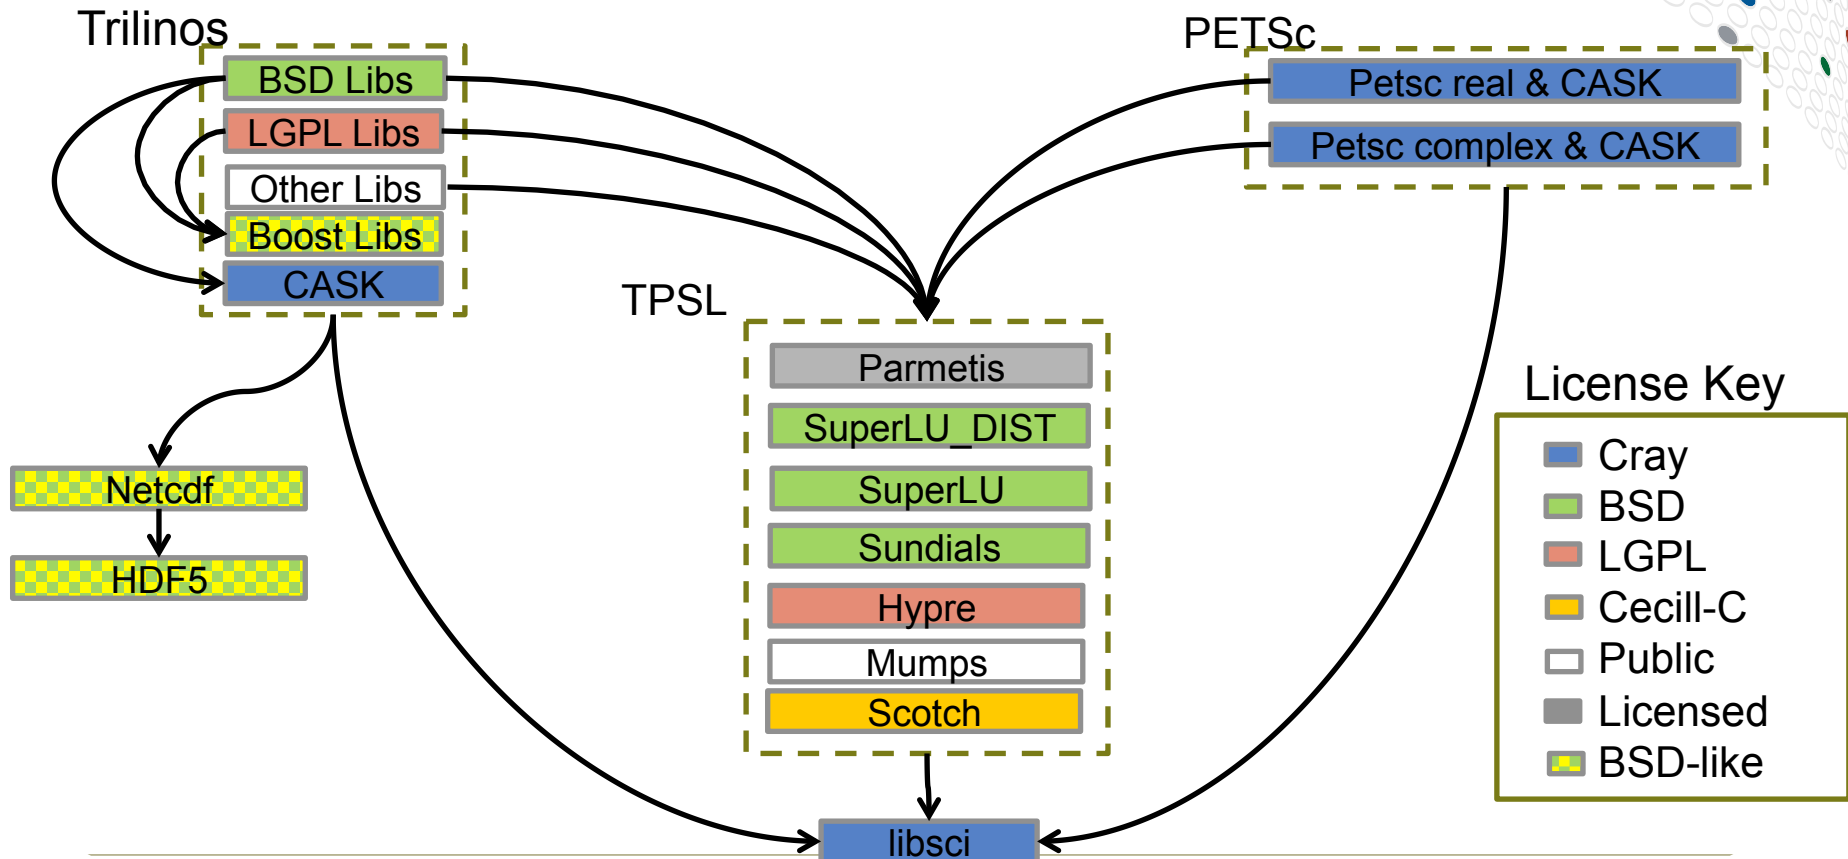 Trilinos
BSD Libs
LGPL Libs
Other Libs
Boost Libs
CASK
PETSc
Petsc real & CASK
Petsc complex & CASK
TPSL
Parmetis
SuperLU_DIST
SuperLU
Sundials
Hypre
Mumps
Scotch
Netcdf
HDF5
libsci
License Key
Cray
BSD
LGPL
Cecill-C
Public
Licensed
BSD-like